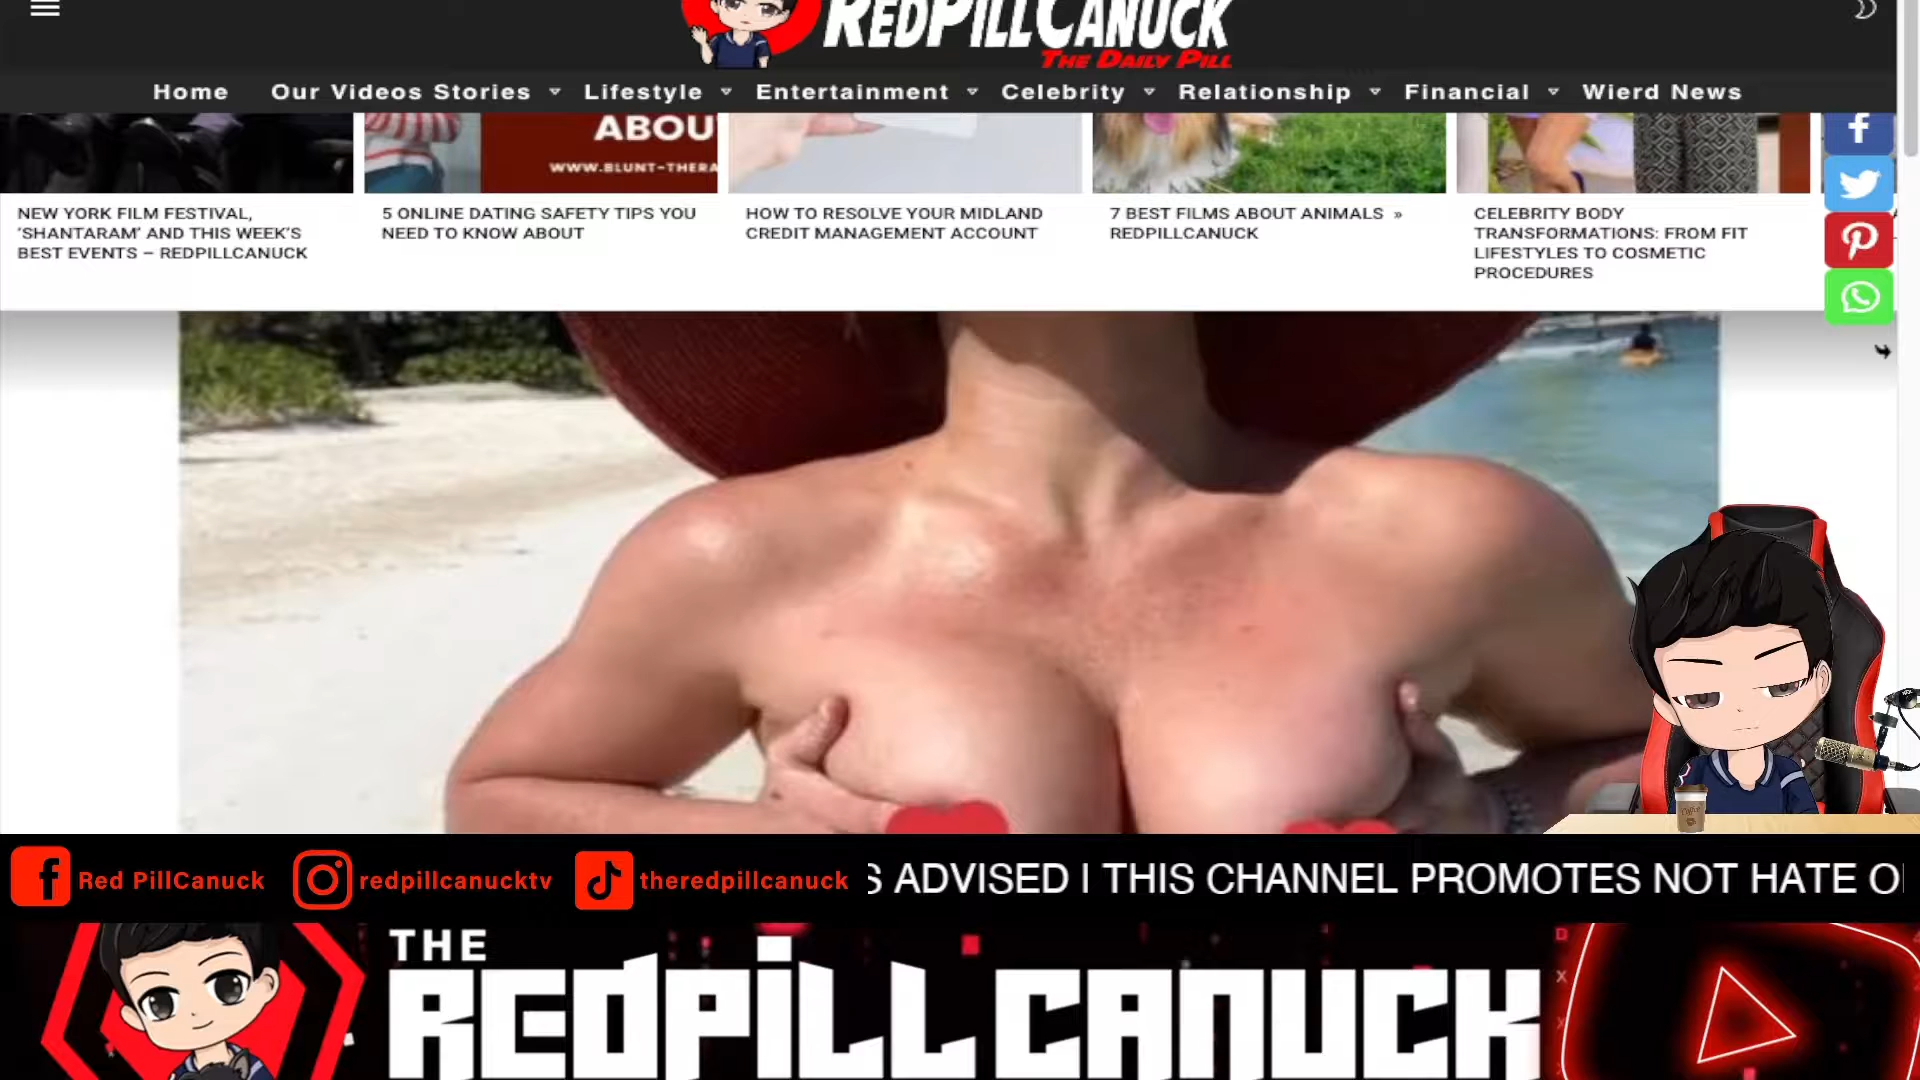 REDPILLCANUCK
THE DAILY PILL
Home Our Videos Stories Lifestyle Entertainment Celebrity Relationship Financial Wierd News
ABOU
WWW.BLUNT-THERA
NEW YORK FILM FESTIVAL,
‘SHANTARAM’ AND THIS WEEK’S
BEST EVENTS – REDPILLCANUCK
5 ONLINE DATING SAFETY TIPS YOU
NEED TO KNOW ABOUT
HOW TO RESOLVE YOUR MIDLAND
CREDIT MANAGEMENT ACCOUNT
7 BEST FILMS ABOUT ANIMALS »
REDPILLCANUCK
CELEBRITY BODY
TRANSFORMATIONS: FROM FIT
LIFESTYLES TO COSMETIC
PROCEDURES
Red PillCanuck redpillcanucktv theredpillcanuck S ADVISED | THIS CHANNEL PROMOTES NOT HATE O
THE
REDPILL CANUCK